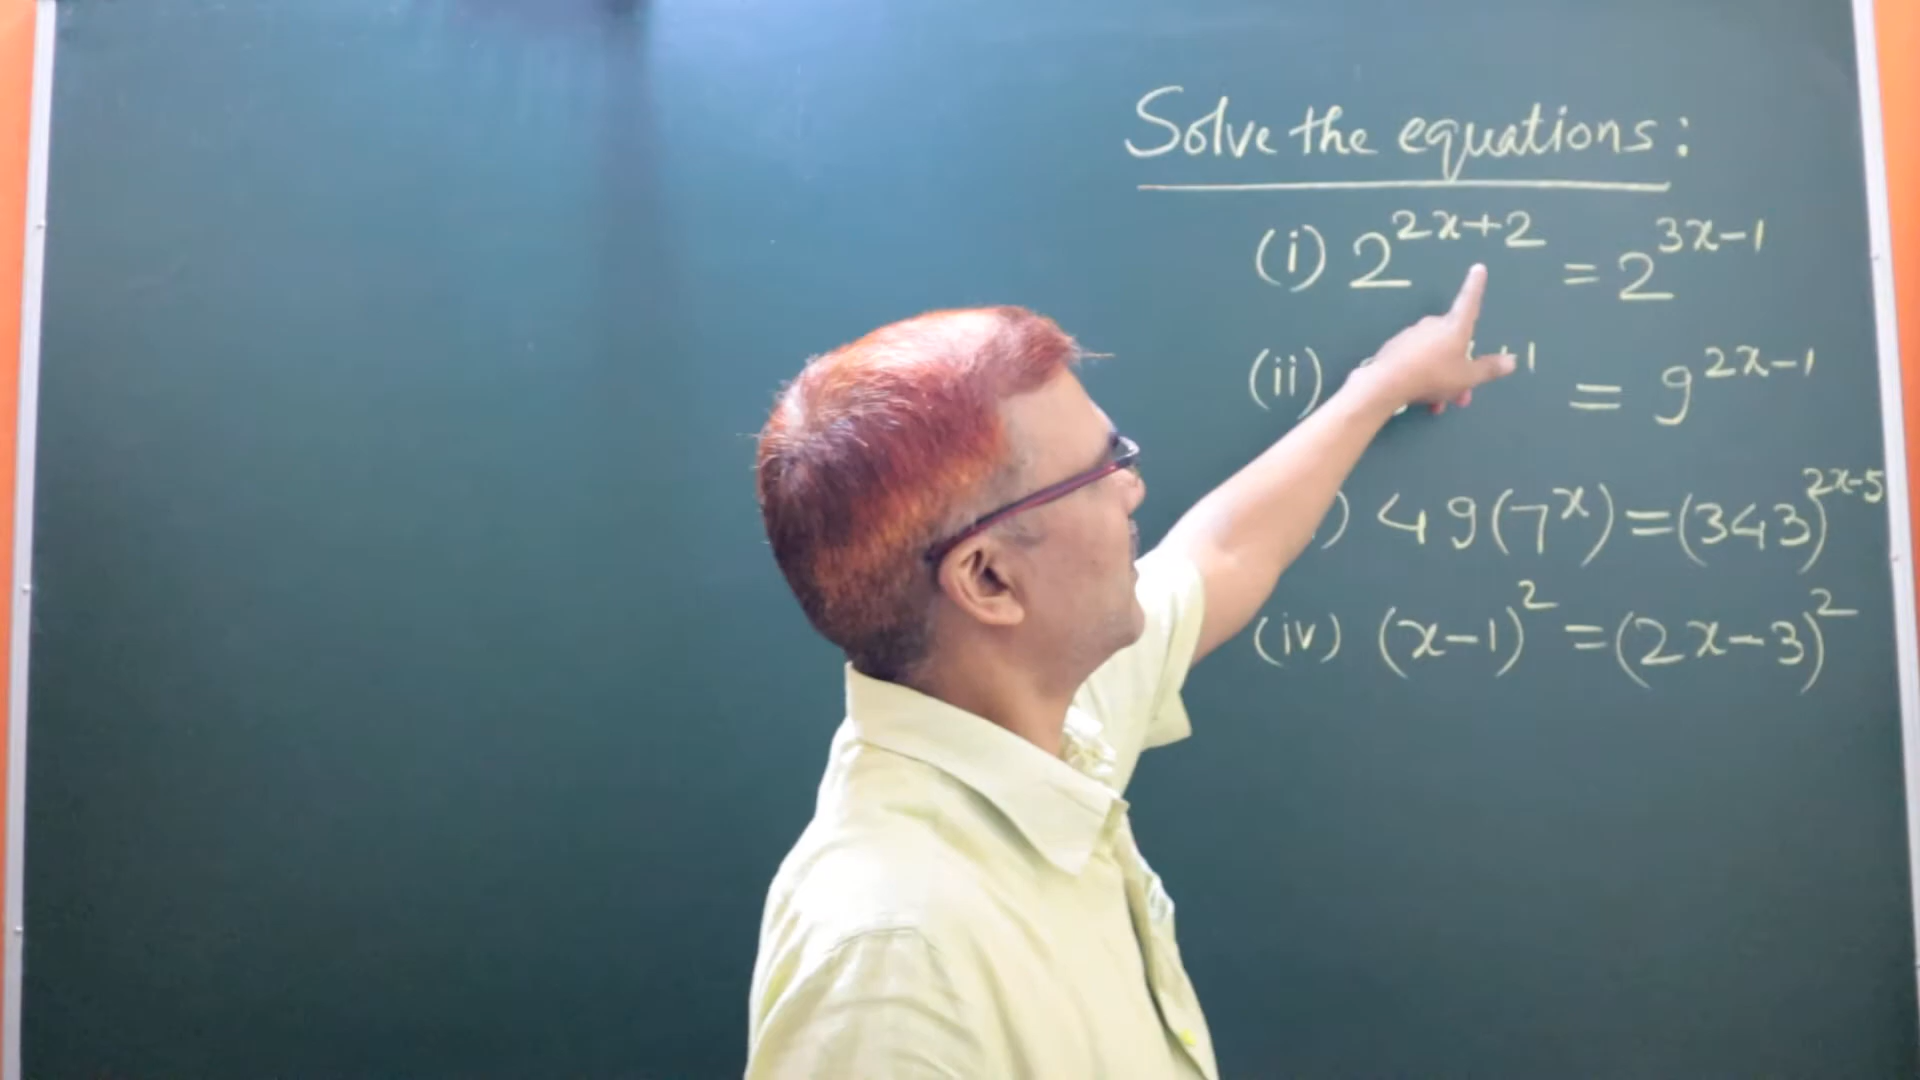 Solve the equations:
(i) 2^{2x+2} = 2^{3x-1}
(ii) +1 = 9^{2x-1}
) 49(7^x) = (343)^{2x-5}
(iv) (x-1)^2 = (2x-3)^2